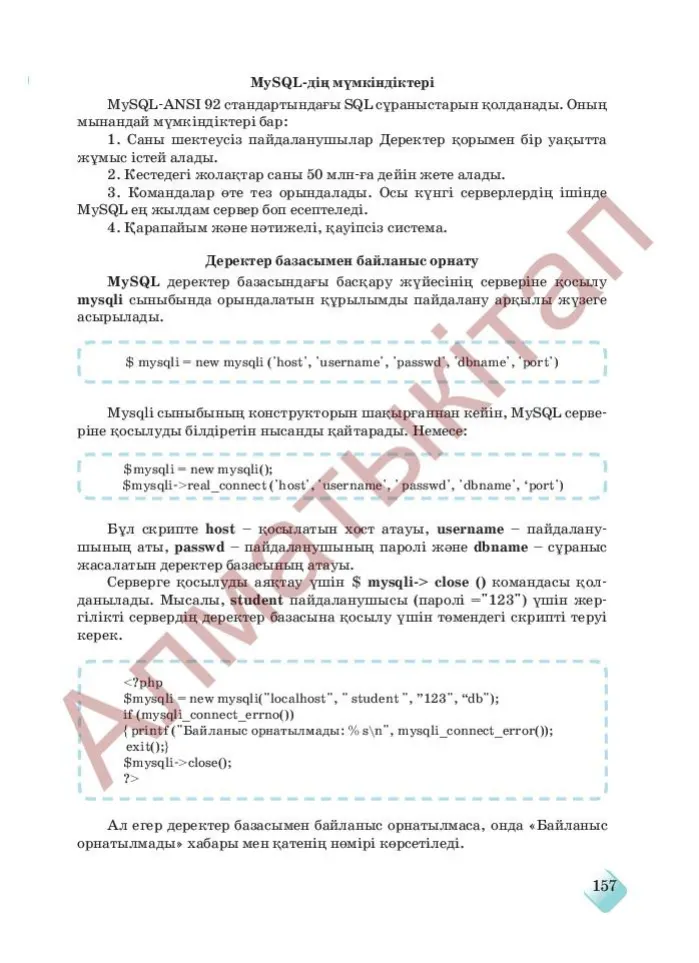 MySQL-дің мүмкіндіктері
MySQL-ANSI 92 стандартындағы SQL сұраныстарын қолданады. Оның
мынандай мүмкіндіктері бар:
1. Саны шектеусіз пайдаланушылар Деректер қорымен бір уақытта
жұмыс істей алады.
2. Кестедегі жолақтар саны 50 млн-ға дейін жете алады.
3. Командалар өте тез орындалады. Осы күнгі серверлердің ішінде
MySQL ең жылдам сервер боп есептеледі.
4. Қарапайым және нәтижелі, қауіпсіз система.
Деректер базасымен байланыс орнату
MySQL деректер базасындағы басқару жүйесінің серверіне қосылу
mysqli сыныбында орындалатын құрылымды пайдалану арқылы жүзеге
асырылады.
$ mysqli = new mysqli ('host', 'username', 'passwd', 'dbname', 'port')
Mysqli сыныбының конструкторын шақырғаннан кейін, MySQL серве-
ріне қосылуды білдіретін нысанды қайтарады. Немесе:
$mysqli = new mysqli();
$mysqli->real_connect ('host', 'username', ' passwd', 'dbname', ‘port’)
Бұл скрипте host – қосылатын хост атауы, username – пайдалану-
шының аты, passwd – пайдаланушының паролі және dbname – сұраныс
жасалатын деректер базасының атауы.
Серверге қосылуды аяқтау үшін $ mysqli-> close () командасы қол-
данылады. Мысалы, student пайдаланушысы (паролі ="123") үшін жер-
гілікті сервердің деректер базасына қосылу үшін төмендегі скрипті теруі
керек.
<?php
$mysqli = new mysqli("localhost", " student ", ”123", “db");
if (mysqli_connect_errno())
{ printf ("Байланыс орнатылмады: % s\n", mysqli_connect_error());
exit();}
$mysqli->close();
?>
Ал егер деректер базасымен байланыс орнатылмаса, онда «Байланыс
орнатылмады» хабары мен қатенің нөмірі көрсетіледі.
157
Алматыкітап